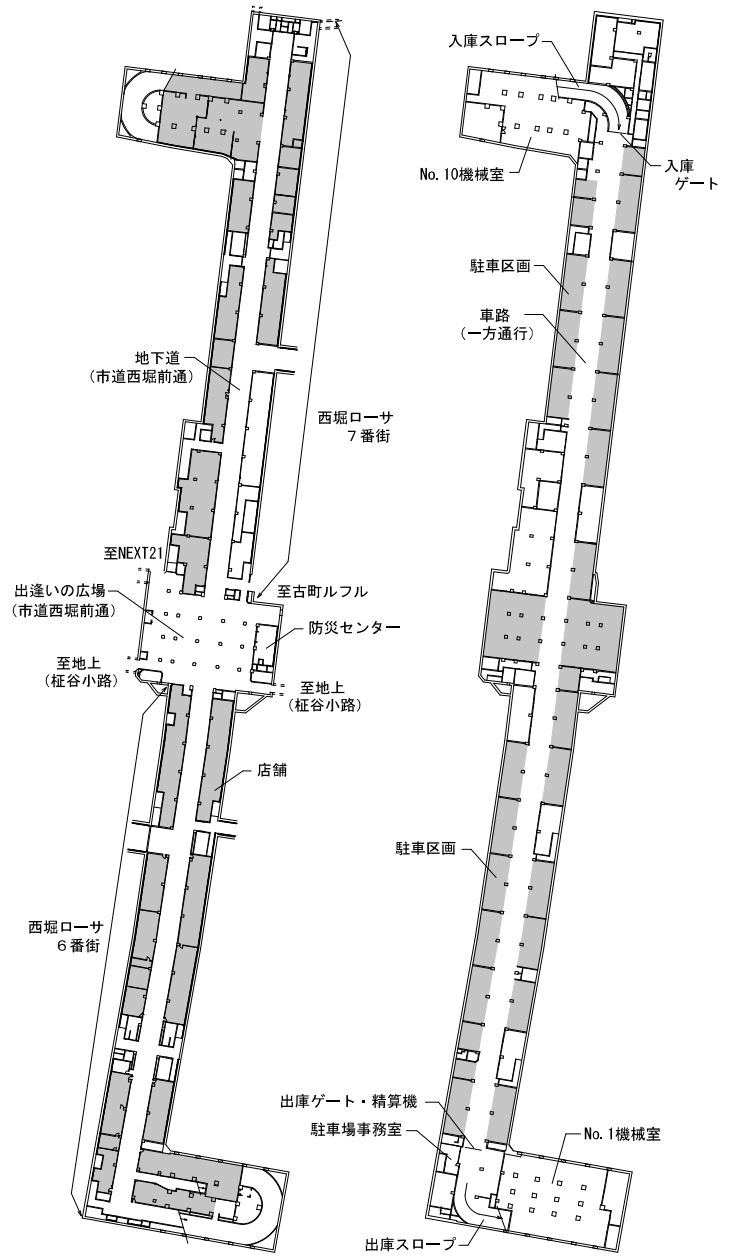 地下道
（市道西堀前通）
西堀ローサ
７番街
至NEXT21
出逢いの広場
（市道西堀前通）
至古町ルフル
防災センター
至地上
（柾谷小路）
至地上
（柾谷小路）
店舗
西堀ローサ
６番街
入庫スロープ
入庫
ゲート
No.10機械室
駐車区画
車路
（一方通行）
駐車区画
出庫ゲート・精算機
駐車場事務室
No.1機械室
出庫スロープ